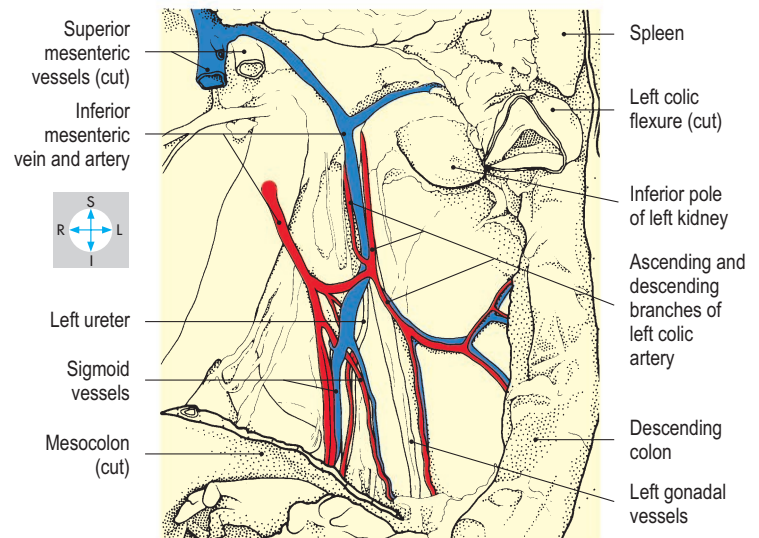 Superior
mesenteric
vessels (cut)
Inferior
mesenteric
vein and artery
S
R
L
I
Left ureter
Sigmoid
vessels
Mesocolon
(cut)
Spleen
Left colic
flexure (cut)
Inferior pole
of left kidney
Ascending and
descending
branches of
left colic
artery
Descending
colon
Left gonadal
vessels